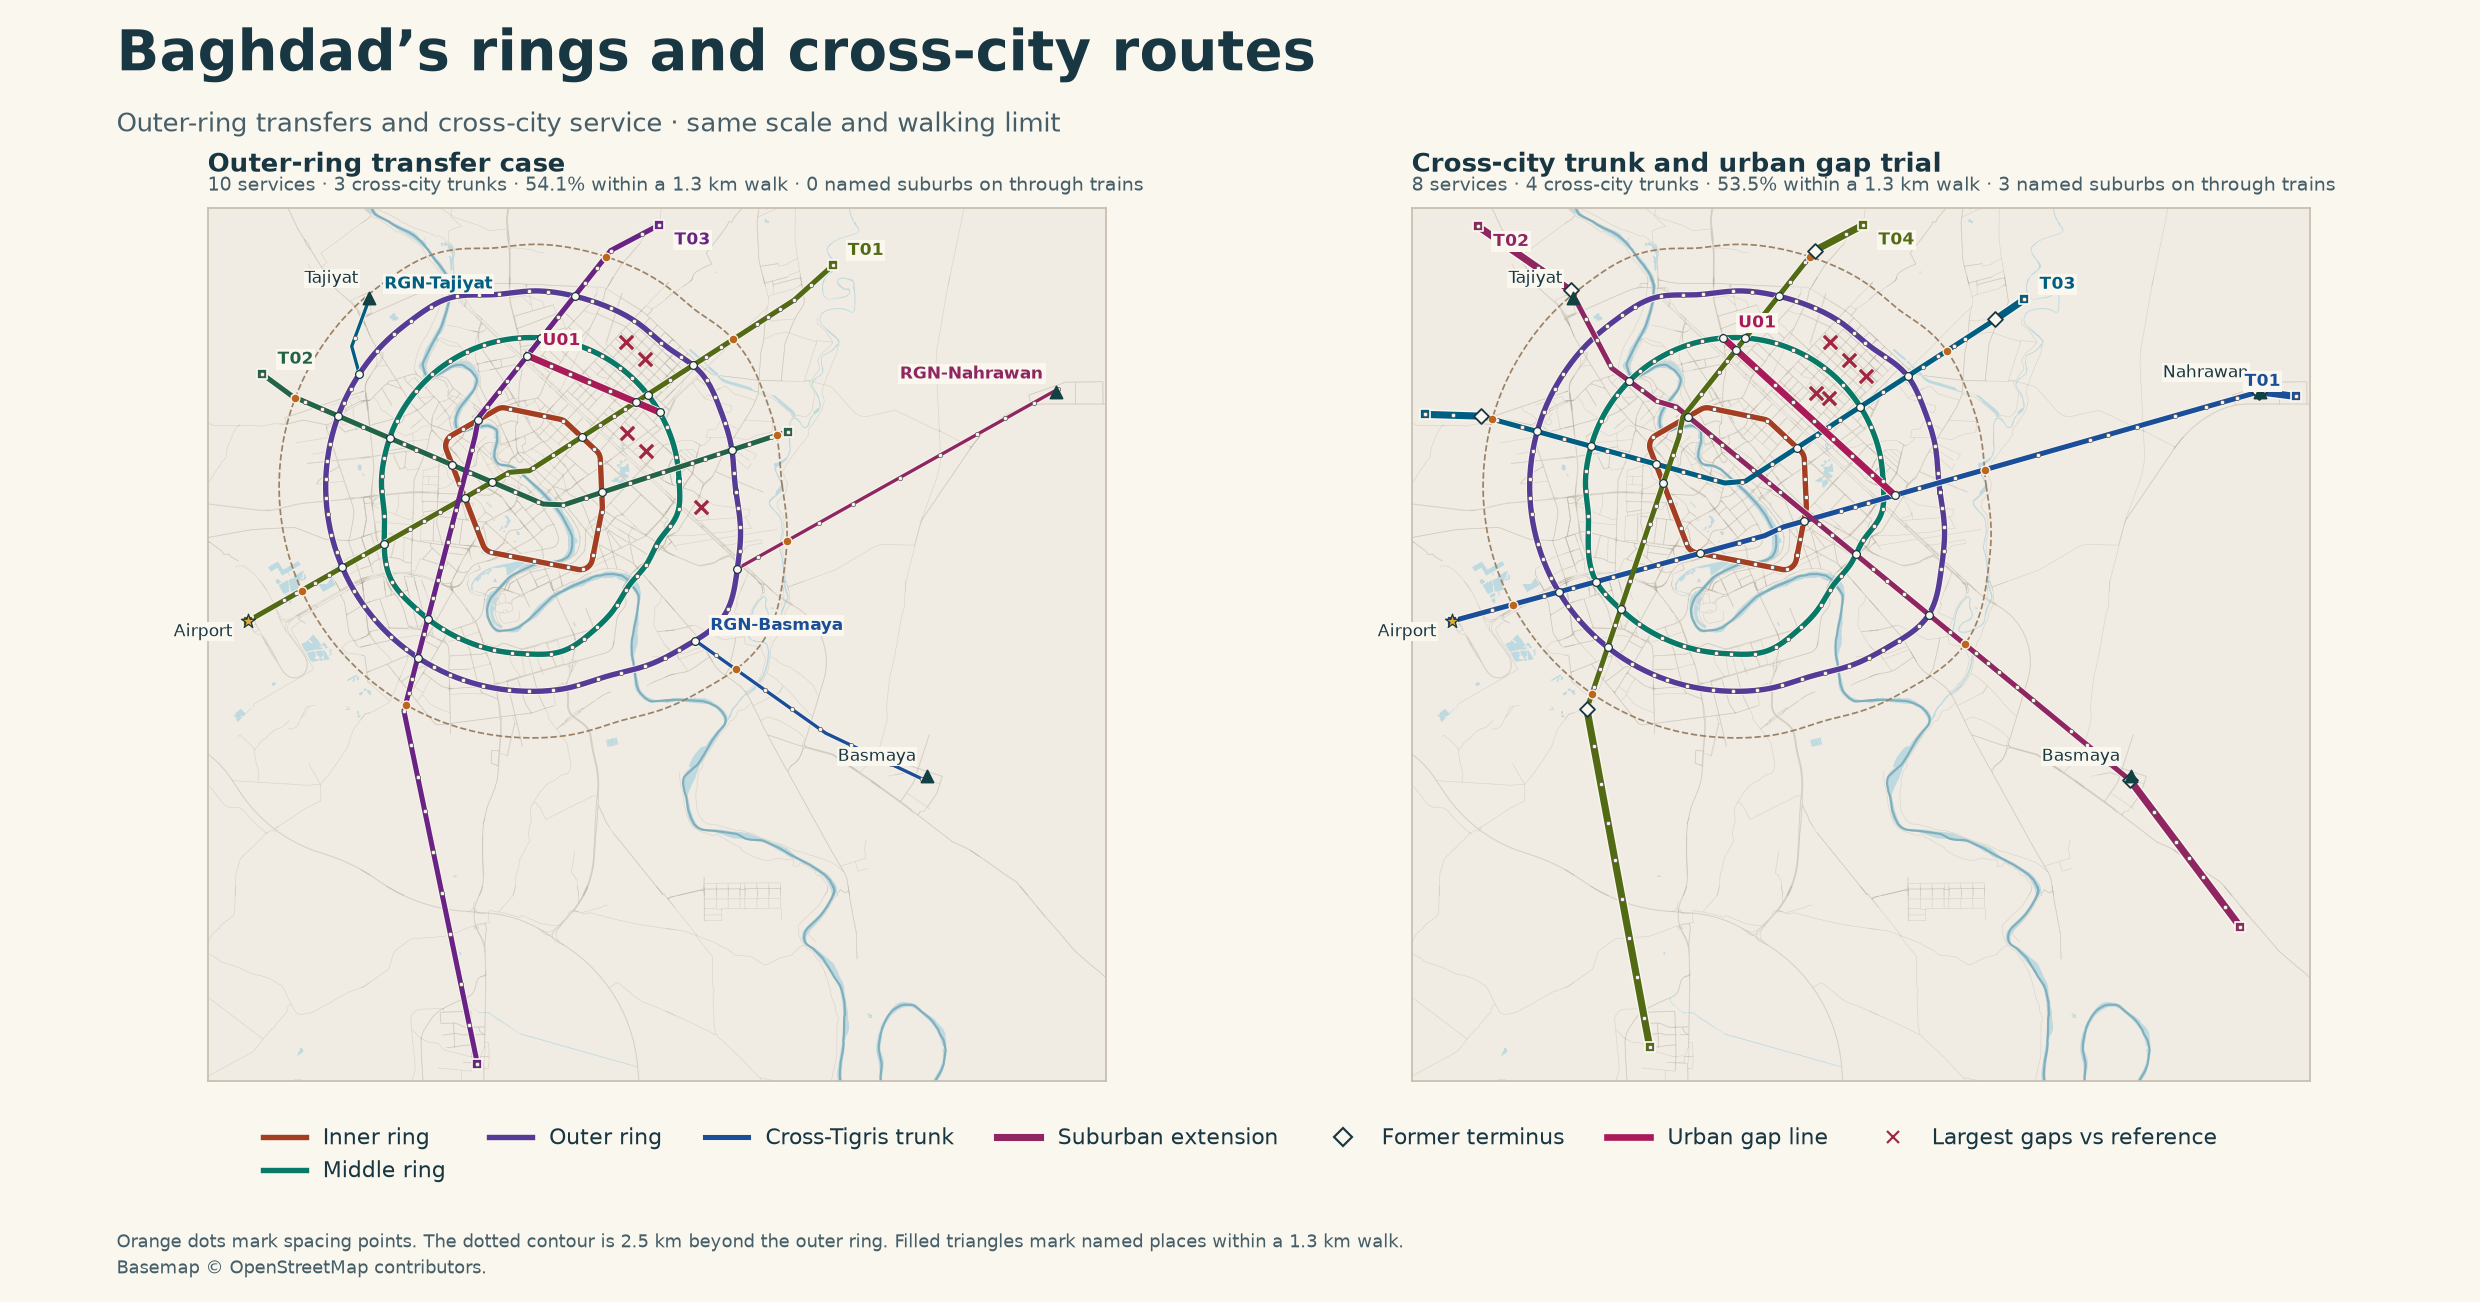 Baghdad’s rings and cross-city routes
Outer-ring transfers and cross-city service · same scale and walking limit
Outer-ring transfer case
10 services · 3 cross-city trunks · 54.1% within a 1.3 km walk · 0 named suburbs on through trains
T03
T01
Tajiyat
RGN-Tajiyat
U01
T02
RGN-Nahrawan
Airport
RGN-Basmaya
Basmaya
Cross-city trunk and urban gap trial
8 services · 4 cross-city trunks · 53.5% within a 1.3 km walk · 3 named suburbs on through trains
T02
T04
Tajiyat
T03
U01
Nahrawan
T01
Airport
Basmaya
Inner ring
Outer ring
Cross-Tigris trunk
Suburban extension
Former terminus
Urban gap line
Largest gaps vs reference
Middle ring
Orange dots mark spacing points. The dotted contour is 2.5 km beyond the outer ring. Filled triangles mark named places within a 1.3 km walk.
Basemap © OpenStreetMap contributors.